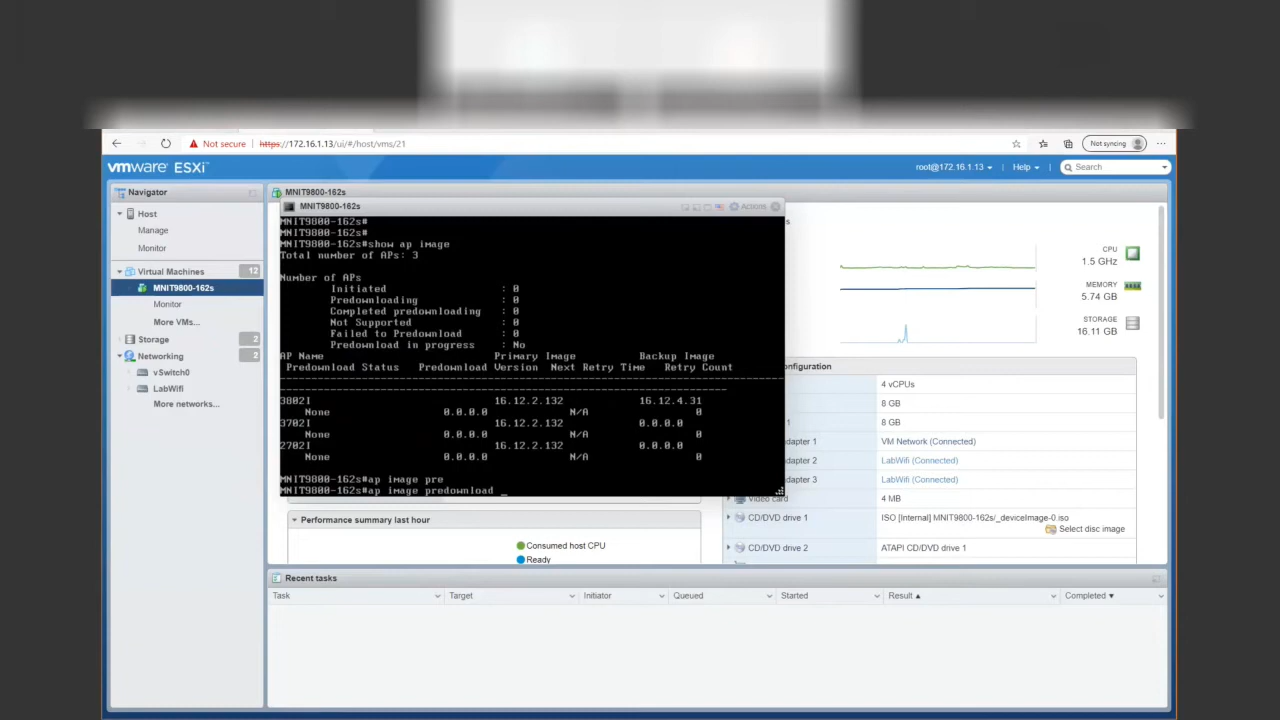 Not secure | https://172.16.1.13/ui/#/host/vms/21
Not syncing
vmware ESXi™
root@172.16.1.13
Help
Search
Navigator
Host
Manage
Monitor
Virtual Machines 12
MNIT9800-162s
Monitor
More VMs...
Storage 2
Networking 2
vSwitch0
LabWifi
More networks...
MNIT9800-162s
MNIT9800-162s
Actions
MNIT9800-162s#
MNIT9800-162s#
MNIT9800-162s#show ap image
Total number of APs: 3
Number of APs
Initiated : 0
Predownloading : 0
Completed predownloading : 0
Not Supported : 0
Failed to Predownload : 0
Predownload in progress : No
AP Name Primary Image Backup Image
Predownload Status Predownload Version Next Retry Time Retry Count
--------------------------------------------------------------------------------
----------------------------------------------------------------------
3802I 16.12.2.132 16.12.4.31
None 0.0.0.0 N/A 0
3702I 16.12.2.132 0.0.0.0
None 0.0.0.0 N/A 0
2702I 16.12.2.132 0.0.0.0
None 0.0.0.0 N/A 0
MNIT9800-162s#ap image pre
MNIT9800-162s#ap image predownload _
s
CPU
1.5 GHz
MEMORY
5.74 GB
STORAGE
16.11 GB
onfiguration
4 vCPUs
8 GB
1 8 GB
dapter 1 VM Network (Connected)
dapter 2 LabWifi (Connected)
dapter 3 LabWifi (Connected)
Video card 4 MB
CD/DVD drive 1 ISO [Internal] MNIT9800-162s/_deviceImage-0.iso
Select disc image
CD/DVD drive 2 ATAPI CD/DVD drive 1
Performance summary last hour
Consumed host CPU
Ready
Recent tasks
Task Target Initiator Queued Started Result ▲ Completed ▼